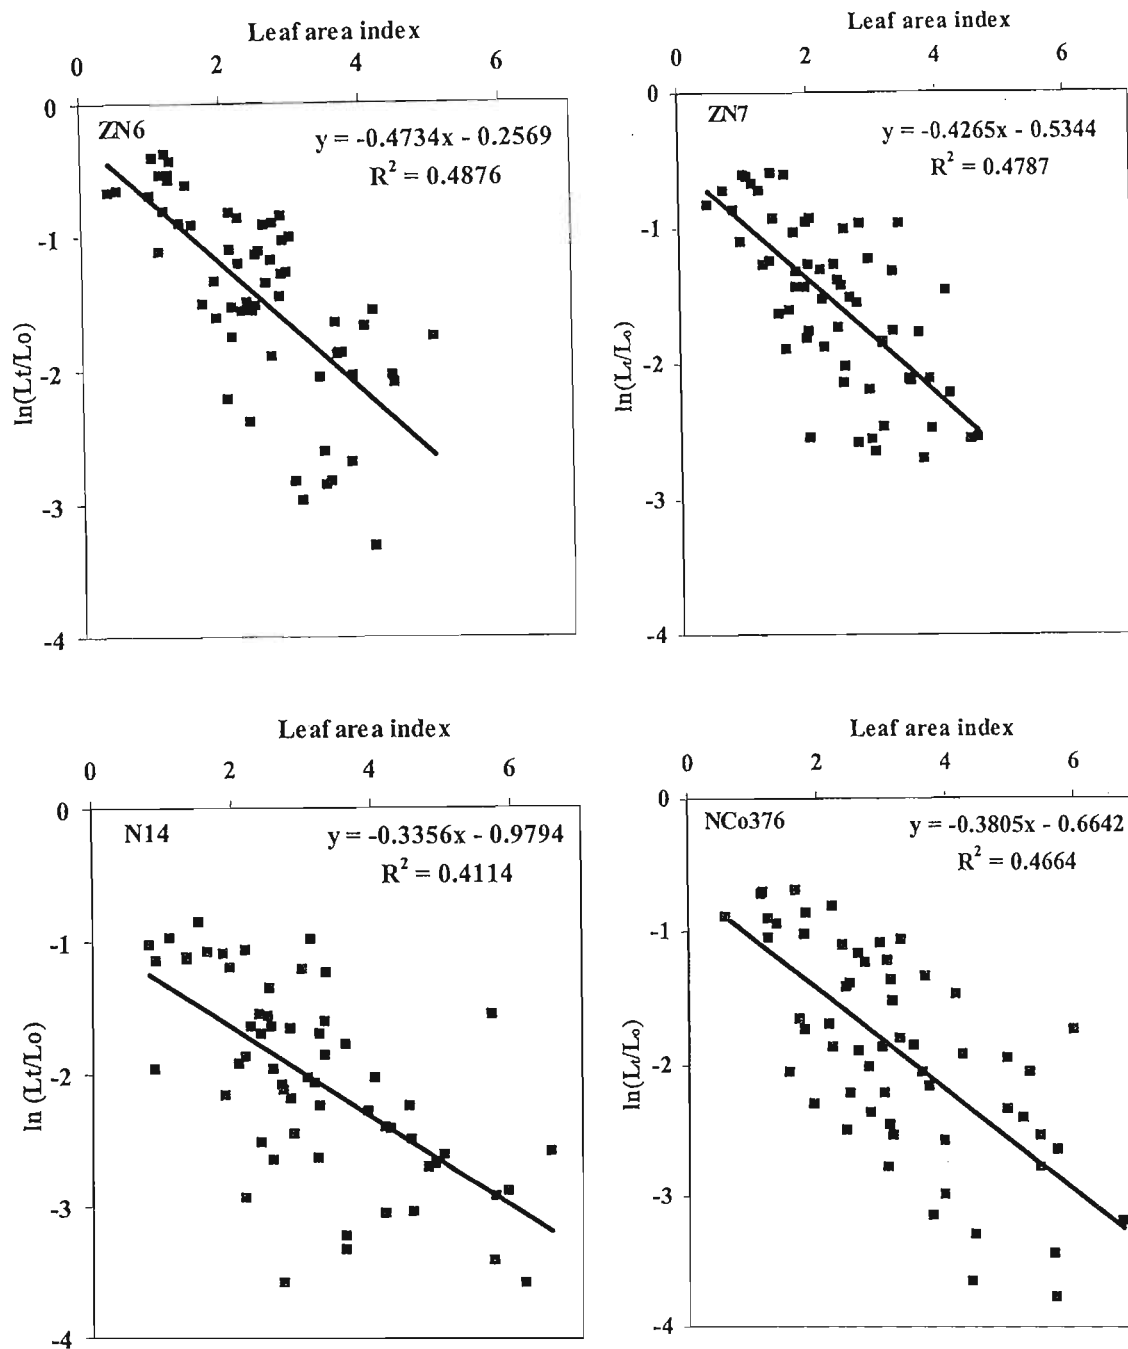 Leaf area index
0 2 4 6
0
ZN6
y = -0.4734x - 0.2569
R² = 0.4876
-1
ln(Lt/Lo)
-2
-3
-4
Leaf area index
0 2 4 6
0
ZN7
y = -0.4265x - 0.5344
R² = 0.4787
-1
ln(Lt/Lo)
-2
-3
-4
Leaf area index
0 2 4 6
0
N14
y = -0.3356x - 0.9794
R² = 0.4114
-1
ln (Lt/Lo)
-2
-3
-4
Leaf area index
0 2 4 6
0
NCo376
y = -0.3805x - 0.6642
R² = 0.4664
-1
ln(Lt/Lo)
-2
-3
-4